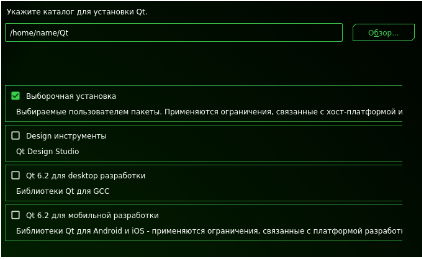 Укажите каталог для установки Qt.
/home/name/Qt
Обзор...
Выборочная установка
Выбираемые пользователем пакеты. Применяются ограничения, связанные с хост-платформой и
Design инструменты
Qt Design Studio
Qt 6.2 для desktop разработки
Библиотеки Qt для GCC
Qt 6.2 для мобильной разработки
Библиотеки Qt для Android и iOS - применяются ограничения, связанные с платформой разработ